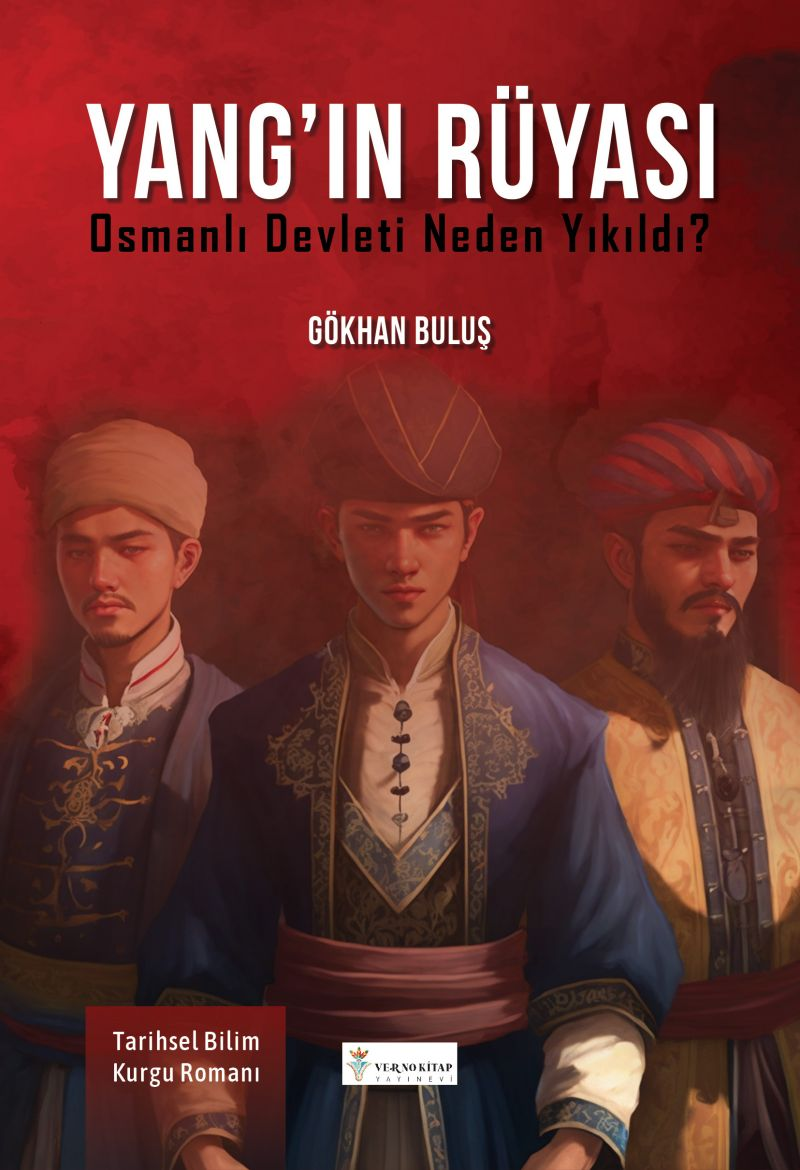 YANG'IN RÜYASI
Osmanlı Devleti Neden Yıkıldı?
GÖKHAN BULUŞ
Tarihsel Bilim
Kurgu Romanı
VERNO KİTAP
YAYINEVİ